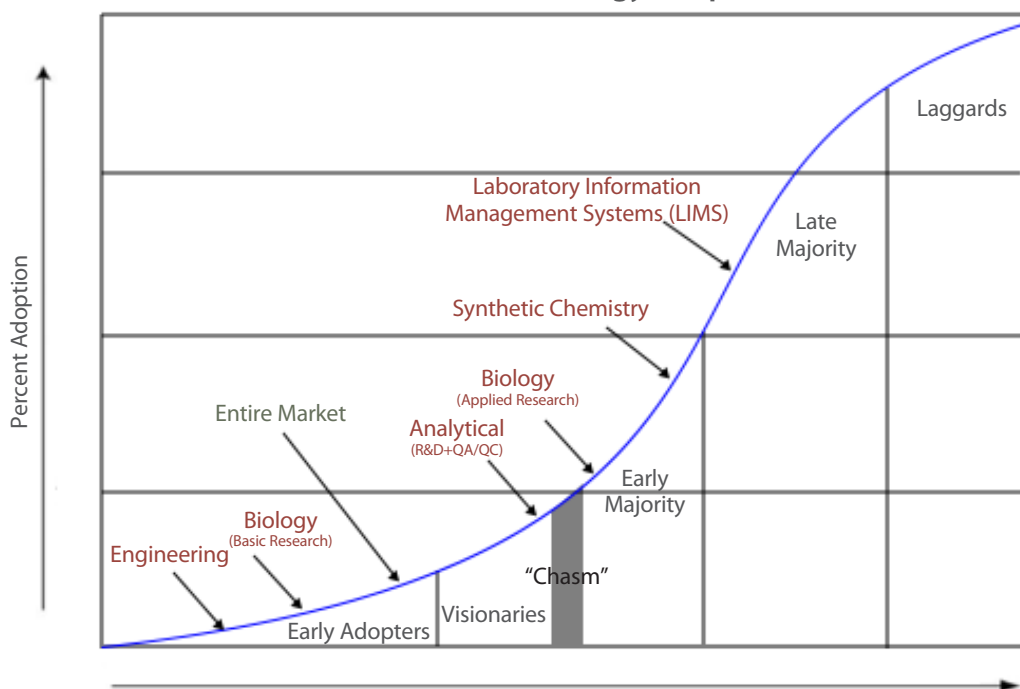 Laggards
Laboratory Information
Management Systems (LIMS)
Late
Majority
Synthetic Chemistry
Percent Adoption
Biology
(Applied Research)
Entire Market
Analytical
(R&D+QA/QC)
Early
Majority
Biology
(Basic Research)
Engineering
"Chasm"
Visionaries
Early Adopters